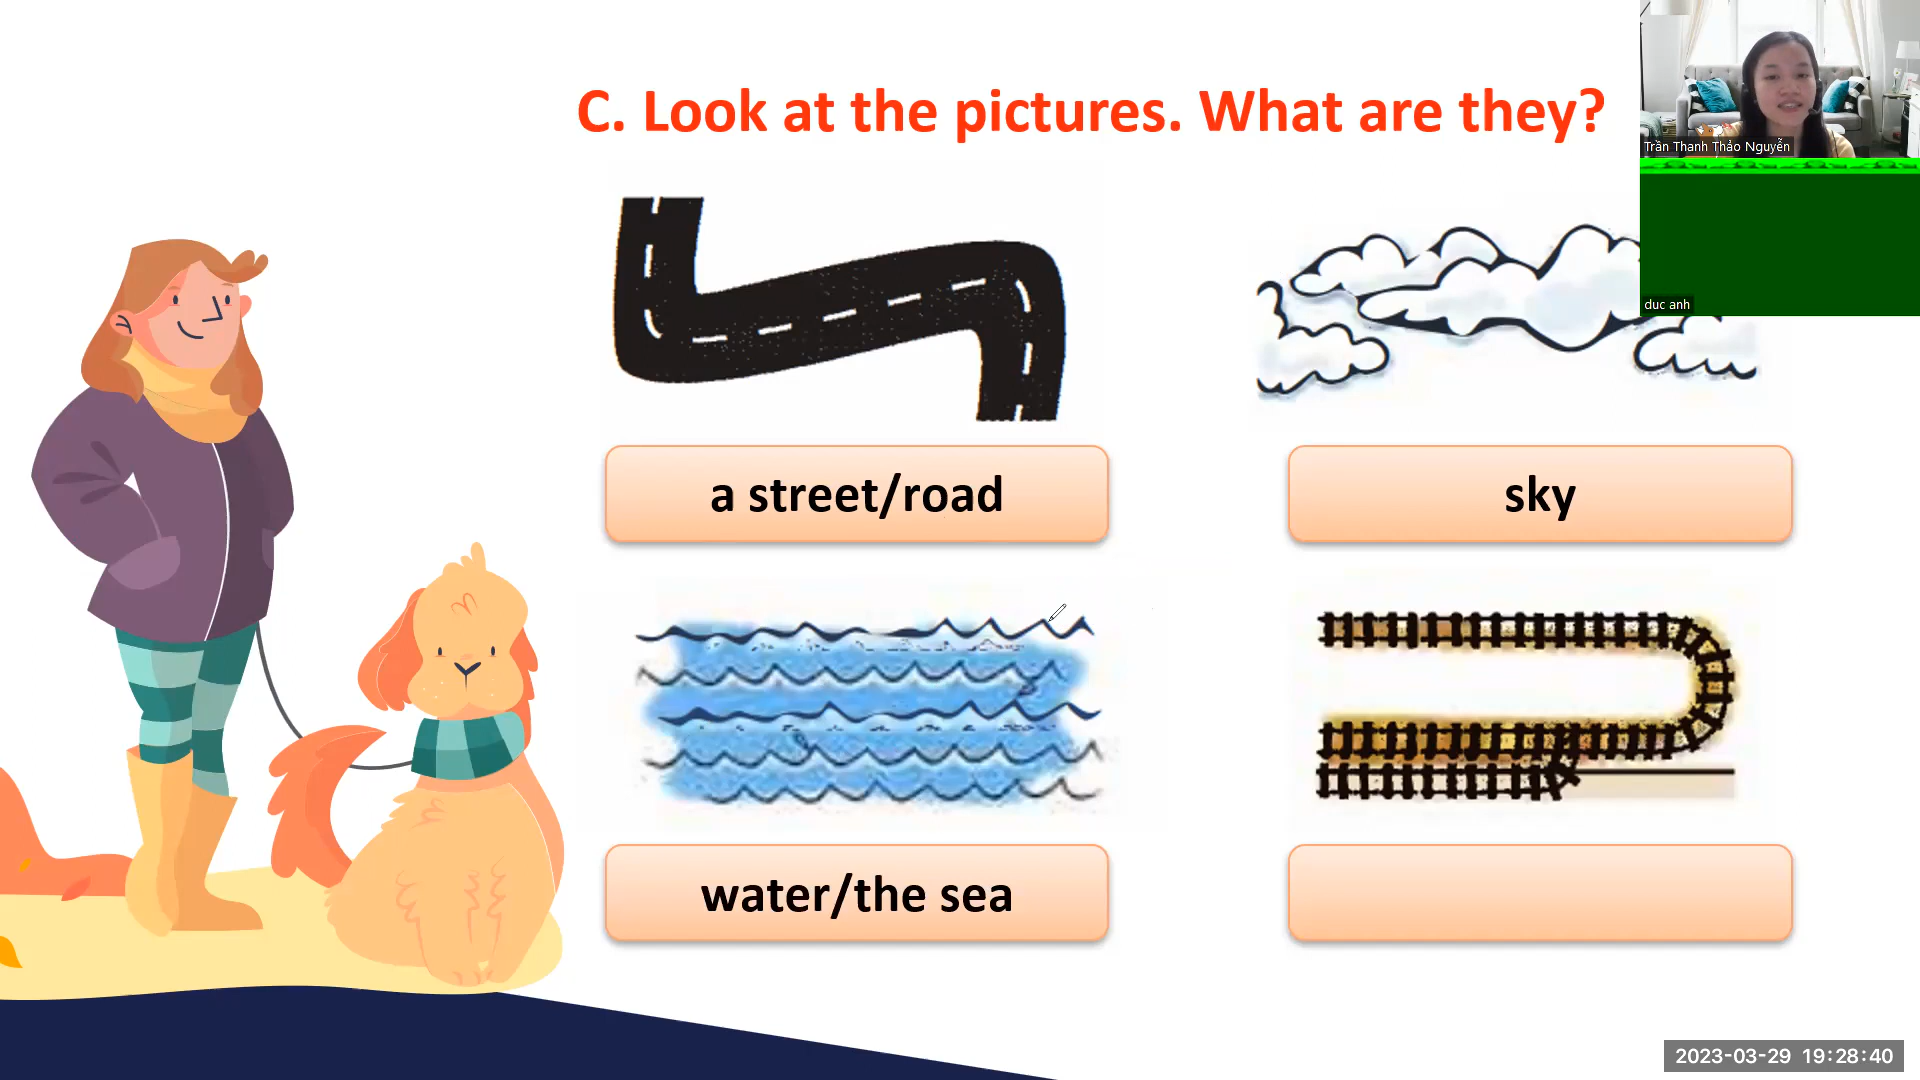 C. Look at the pictures. What are they?
Trần Thanh Thảo Nguyễn
duc anh
a street/road
sky
water/the sea
2023-03-29 19:28:40